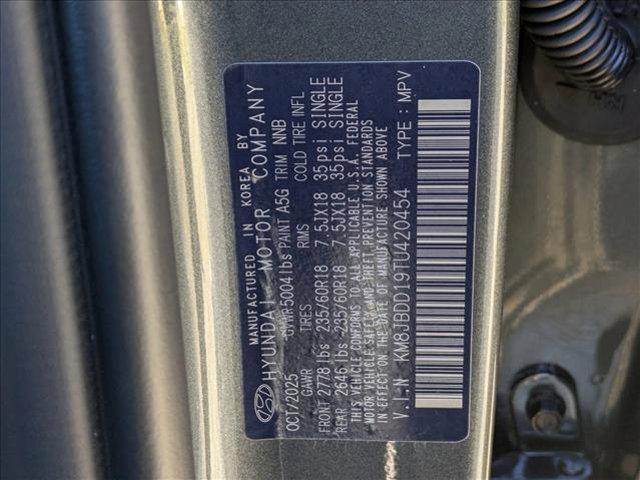 MANUFACTURED IN KOREA BY
HYUNDAI MOTOR COMPANY
OCT/2025 GVWR5004lbs PAINT A5G TRIM NNB
GAWR TIRES RIMS COLD TIRE INFL
FRONT 2778 lbs 235/60R18 7.5JX18 35psi SINGLE
REAR 2646 lbs 235/60R18 7.5JX18 35psi SINGLE
THIS VEHICLE CONFORMS TO ALL APPLICABLE U.S.A. FEDERAL
MOTOR VEHICLE SAFETY AND THEFT PREVENTION STANDARDS
IN EFFECT ON THE DATE OF MANUFACTURE SHOWN ABOVE
V.I.N KM8JBDD19TU420454 TYPE : MPV